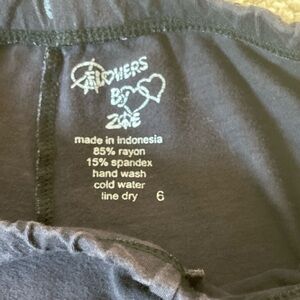 FLOWERS
BY
ZOE
made in Indonesia
85% rayon
15% spandex
hand wash
cold water
line dry 6